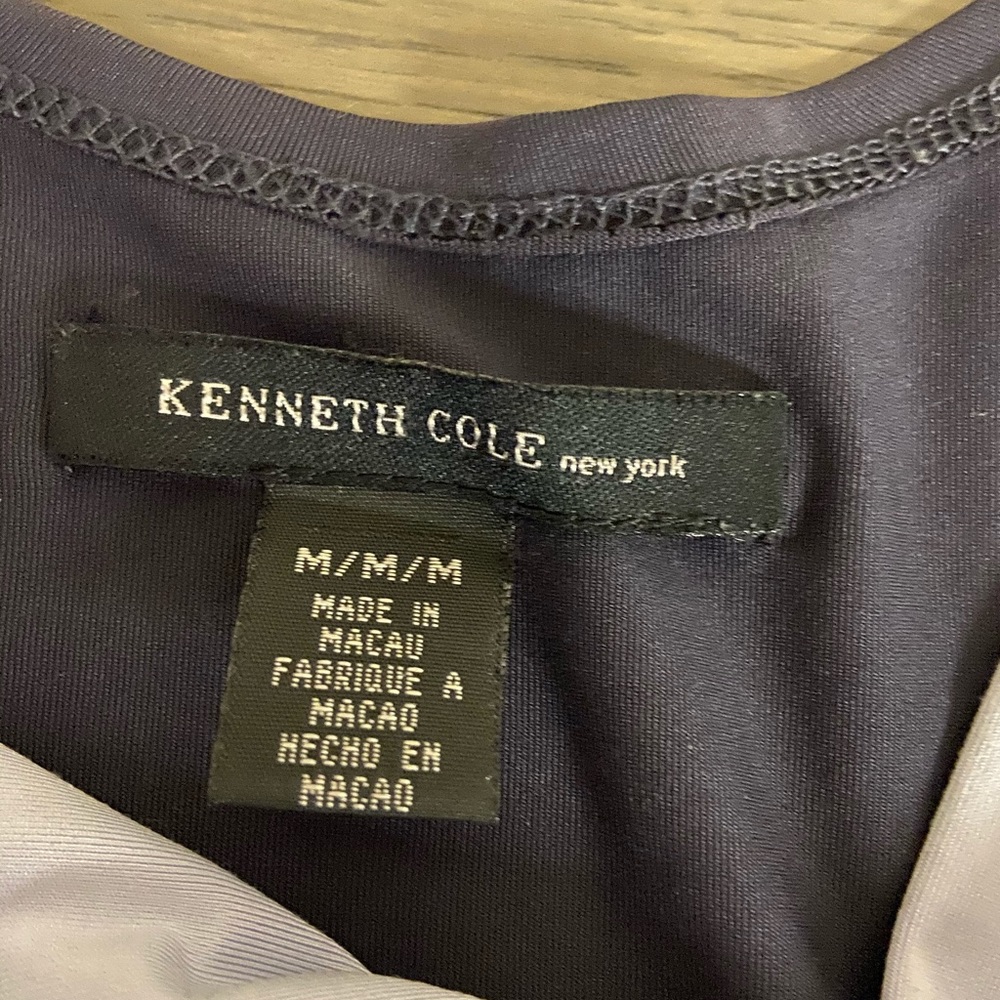 KENNETH COLE new york
M/M/M
MADE IN
MACAU
FABRIQUE A
MACAO
HECHO EN
MACAO